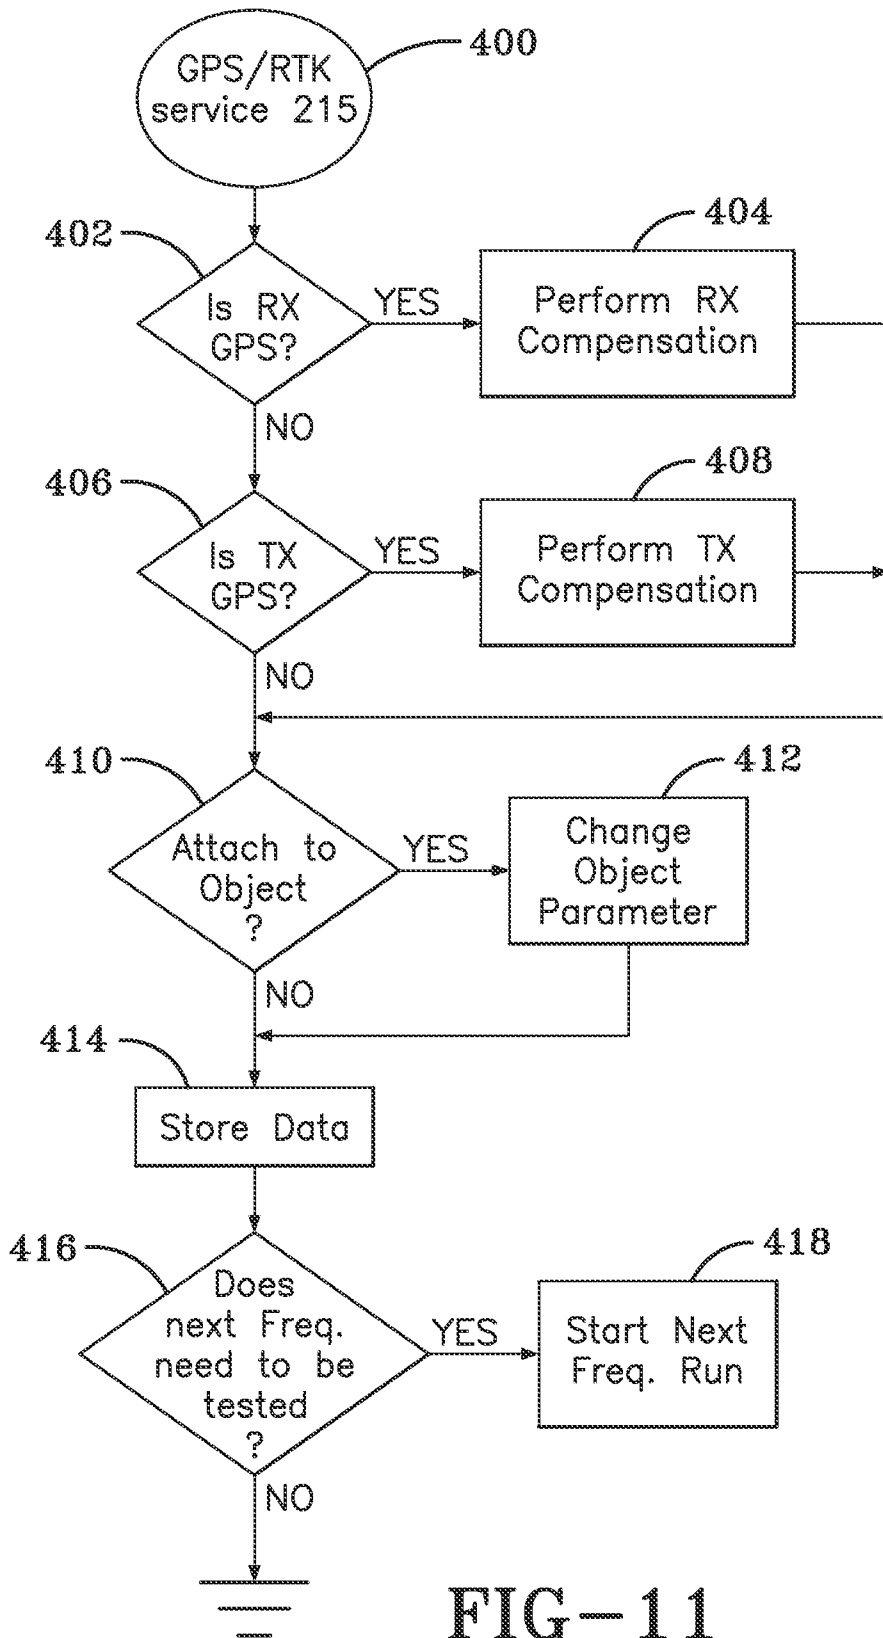 400
GPS/RTK
service 215
402
Is RX
GPS?
YES
404
Perform RX
Compensation
NO
406
Is TX
GPS?
YES
408
Perform TX
Compensation
NO
410
Attach to
Object
?
YES
412
Change
Object
Parameter
NO
414
Store Data
416
Does
next Freq.
need to be
tested
?
YES
418
Start Next
Freq. Run
NO
FIG-11